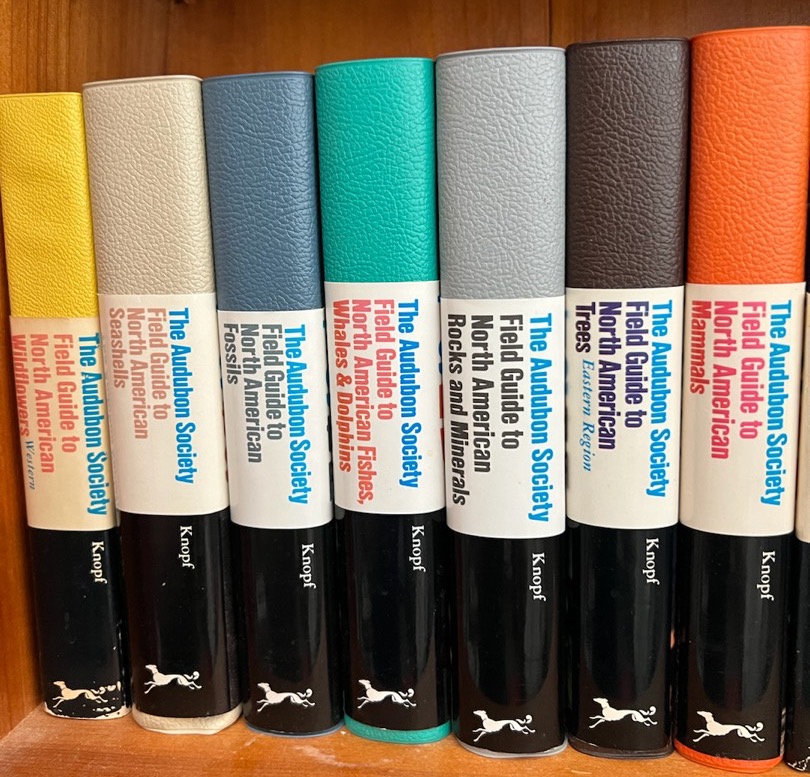 The Audubon Society
Field Guide to
North American
Wildflowers Western
Knopf
The Audubon Society
Field Guide to
North American
Seashells
Knopf
The Audubon Society
Field Guide to
North American
Fossils
Knopf
The Audubon Society
Field Guide to
North American Fishes,
Whales & Dolphins
Knopf
The Audubon Society
Field Guide to
North American
Rocks and Minerals
Knopf
The Audubon Society
Field Guide to
North American
Trees Eastern Region
Knopf
The Audubon Society
Field Guide to
North American
Mammals
Knopf